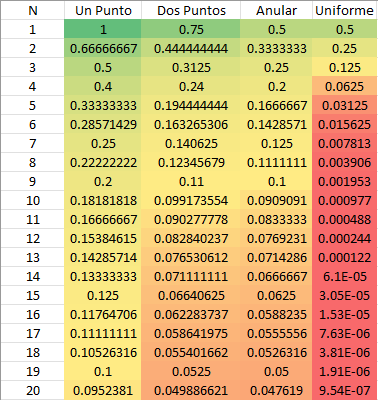 N Un Punto Dos Puntos Anular Uniforme
1 1 0.75 0.5 0.5
2 0.66666667 0.444444444 0.3333333 0.25
3 0.5 0.3125 0.25 0.125
4 0.4 0.24 0.2 0.0625
5 0.33333333 0.194444444 0.1666667 0.03125
6 0.28571429 0.163265306 0.1428571 0.015625
7 0.25 0.140625 0.125 0.007813
8 0.22222222 0.12345679 0.1111111 0.003906
9 0.2 0.11 0.1 0.001953
10 0.18181818 0.099173554 0.0909091 0.000977
11 0.16666667 0.090277778 0.0833333 0.000488
12 0.15384615 0.082840237 0.0769231 0.000244
13 0.14285714 0.076530612 0.0714286 0.000122
14 0.13333333 0.071111111 0.0666667 6.1E-05
15 0.125 0.06640625 0.0625 3.05E-05
16 0.11764706 0.062283737 0.0588235 1.53E-05
17 0.11111111 0.058641975 0.0555556 7.63E-06
18 0.10526316 0.055401662 0.0526316 3.81E-06
19 0.1 0.0525 0.05 1.91E-06
20 0.0952381 0.049886621 0.047619 9.54E-07